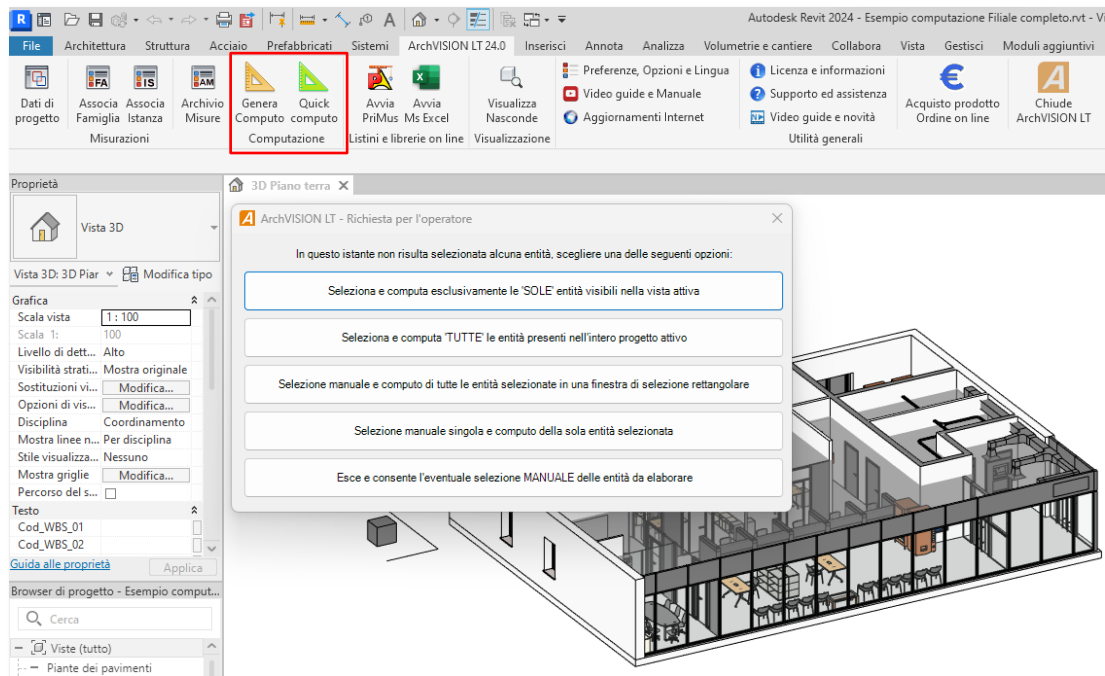 Autodesk Revit 2024 - Esempio computazione Filiale completo.rvt - Vi
File Architettura Struttura Acciaio Prefabbricati Sistemi ArchVISION LT 24.0 Inserisci Annota Analizza Volumetrie e cantiere Collabora Vista Gestisci Moduli aggiuntivi
Dati di progetto
Associa Famiglia
Associa Istanza
Archivio Misure
Misurazioni
Genera Computo
Quick computo
Computazione
Avvia PriMus
Avvia Ms Excel
Listini e librerie on line
Visualizza Nasconde
Visualizzazione
Preferenze, Opzioni e Lingua
Video guide e Manuale
Aggiornamenti Internet
Licenza e informazioni
Supporto ed assistenza
Video guide e novità
Acquisto prodotto Ordine on line
Chiude ArchVISION LT
Utilità generali
Proprietà
3D Piano terra
Vista 3D
Vista 3D: 3D Piar
Modifica tipo
Grafica
Scala vista 1 : 100
Scala 1: 100
Livello di dett... Alto
Visibilità strati... Mostra originale
Sostituzioni vi... Modifica...
Opzioni di vis... Modifica...
Disciplina Coordinamento
Mostra linee n... Per disciplina
Stile visualizza... Nessuno
Mostra griglie Modifica...
Percorso del s...
Testo
Cod_WBS_01
Cod_WBS_02
Guida alle proprietà Applica
Browser di progetto - Esempio comput...
Cerca
Viste (tutto)
Piante dei pavimenti
ArchVISION LT - Richiesta per l'operatore
In questo istante non risulta selezionata alcuna entità, scegliere una delle seguenti opzioni:
Seleziona e computa esclusivamente le 'SOLE' entità visibili nella vista attiva
Seleziona e computa 'TUTTE' le entità presenti nell'intero progetto attivo
Selezione manuale e computo di tutte le entità selezionate in una finestra di selezione rettangolare
Selezione manuale singola e computo della sola entità selezionata
Esce e consente l'eventuale selezione MANUALE delle entità da elaborare